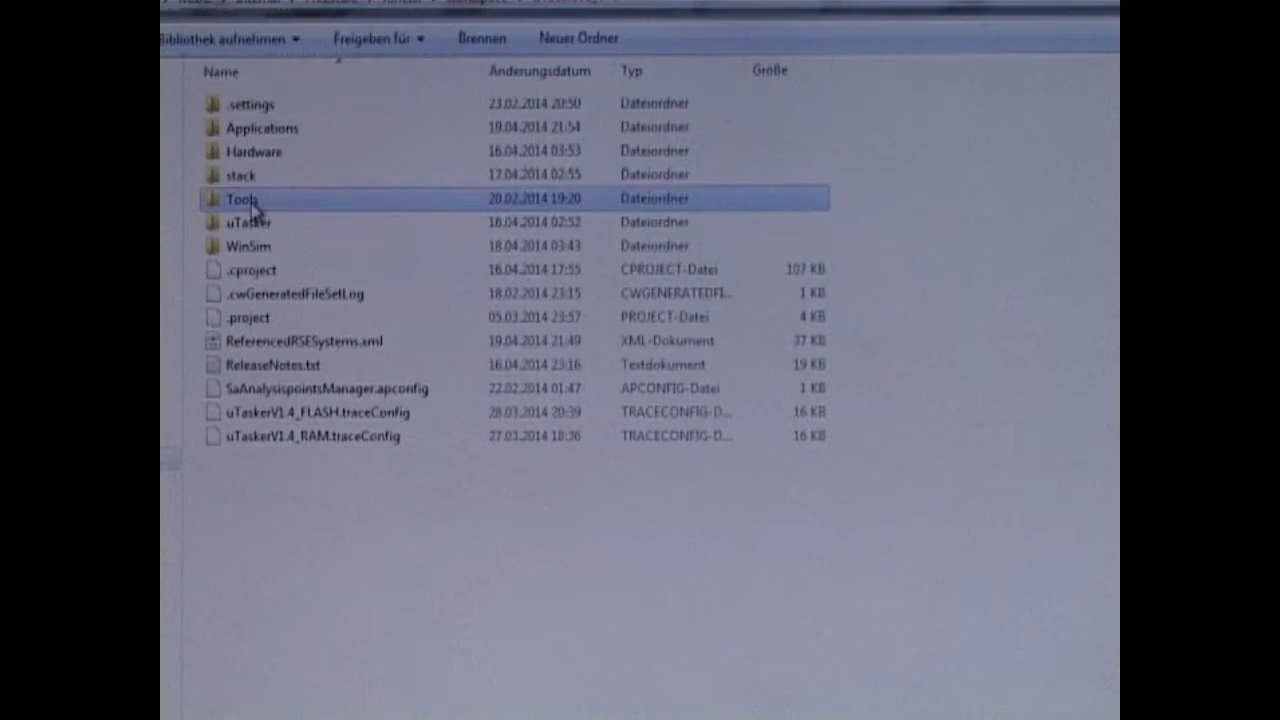 Bibliothek aufnehmen Freigeben für Brennen Neuer Ordner
Name Änderungsdatum Typ Größe
.settings 23.02.2014 20:50 Dateiordner
Applications 19.04.2014 21:54 Dateiordner
Hardware 16.04.2014 03:53 Dateiordner
stack 17.04.2014 02:55 Dateiordner
Tools 20.02.2014 19:20 Dateiordner
uTasker 16.04.2014 02:52 Dateiordner
WinSim 18.04.2014 03:43 Dateiordner
.cproject 16.04.2014 17:55 CPROJECT-Datei 107 KB
.cwGeneratedFileSetLog 18.02.2014 23:15 CWGENERATEDFI... 1 KB
.project 05.03.2014 23:57 PROJECT-Datei 4 KB
ReferencedRSESystems.xml 19.04.2014 21:49 XML-Dokument 37 KB
ReleaseNotes.txt 16.04.2014 23:16 Textdokument 19 KB
SaAnalysispointsManager.apconfig 22.02.2014 01:47 APCONFIG-Datei 1 KB
uTaskerV1.4_FLASH.traceConfig 28.03.2014 20:39 TRACECONFIG-D... 16 KB
uTaskerV1.4_RAM.traceConfig 27.03.2014 18:36 TRACECONFIG-D... 16 KB